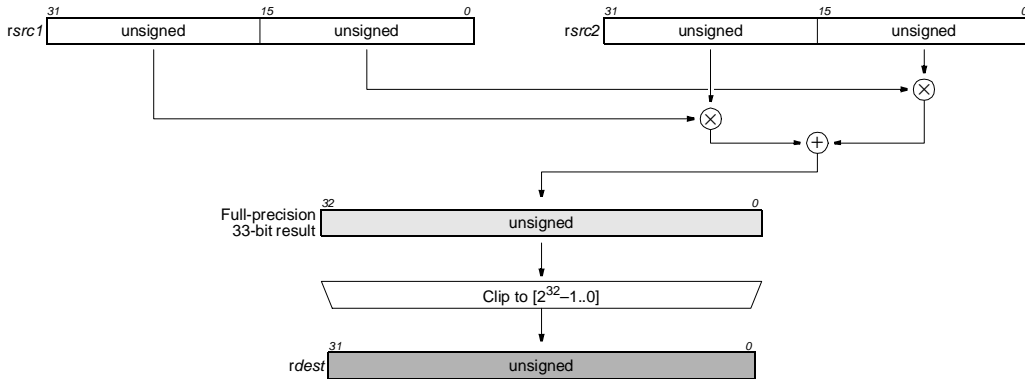 31 15 0 31 15 0
rsrc1 unsigned unsigned rsrc2 unsigned unsigned
×
×
+
32 0
Full-precision
33-bit result
unsigned
Clip to [2³²–1..0]
31 0
rdest unsigned